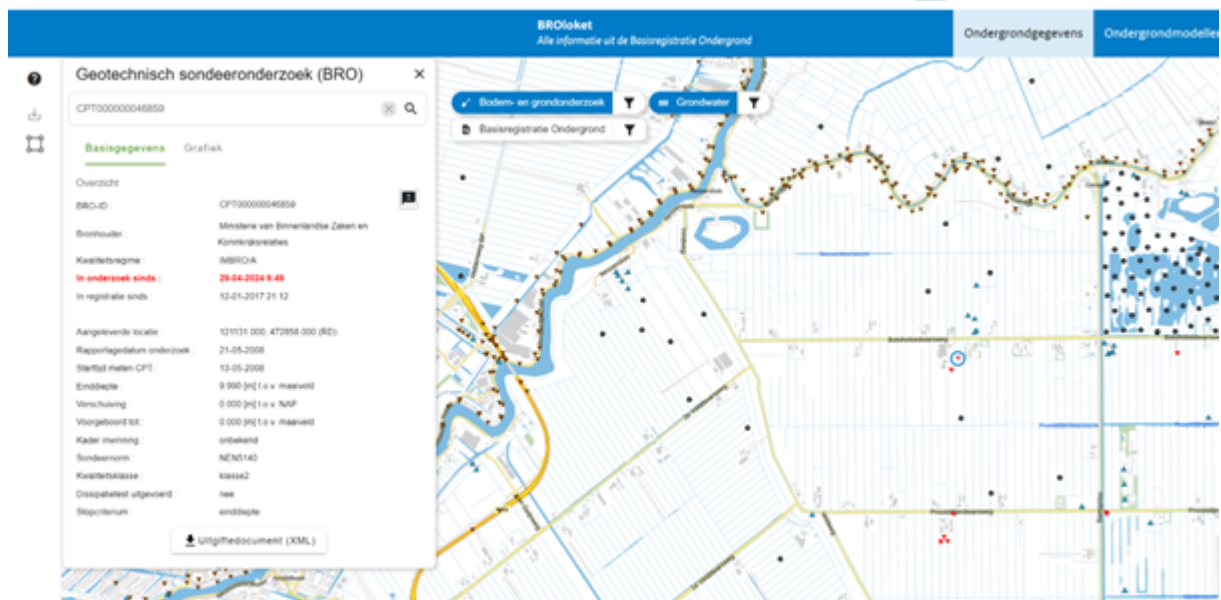 BROloket
Alle informatie uit de Basisregistratie Ondergrond
Ondergrondgegevens
Ondergrondmodellen
Geotechnisch sondeeronderzoek (BRO)
CPT000000046859
Basisgegevens Grafiek
Overzicht
BRO-ID : CPT000000046859
Bronhouder : Ministerie van Binnenlandse Zaken en
Koninkrijksrelaties
Kwaliteitsregime : IMBRO/A
In onderzoek sinds : 29-04-2024 9:49
In registratie sinds : 12-01-2017 21:12
Aangeleverde locatie : 121131.000; 472858.000 (RD)
Rapportagedatum onderzoek : 21-05-2008
Starttijd meten CPT : 13-05-2008
Einddiepte : 9.990 [m] t.o.v. maaiveld
Verschuiving : 0.000 [m] t.o.v. NAP
Voorgeboord tot : 0.000 [m] t.o.v. maaiveld
Kader inwinning : onbekend
Sondeernorm : NEN5140
Kwaliteitsklasse : klasse2
Dissipatietest uitgevoerd : nee
Stopcriterium : einddiepte
Uitgiftedocument (XML)
Bodem- en grondonderzoek
Grondwater
Basisregistratie Ondergrond